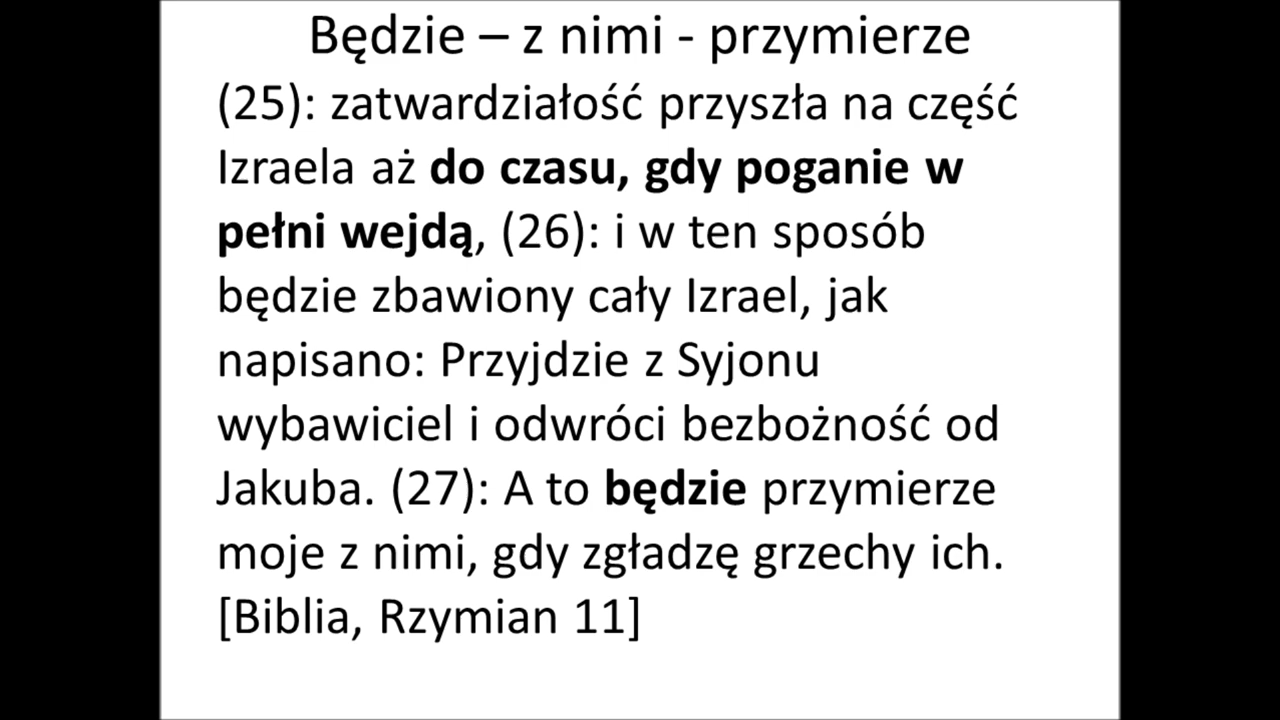 Będzie – z nimi - przymierze
(25): zatwardziałość przyszła na część
Izraela aż do czasu, gdy poganie w
pełni wejdą, (26): i w ten sposób
będzie zbawiony cały Izrael, jak
napisano: Przyjdzie z Syjonu
wybawiciel i odwróci bezbożność od
Jakuba. (27): A to będzie przymierze
moje z nimi, gdy zgładzę grzechy ich.
[Biblia, Rzymian 11]